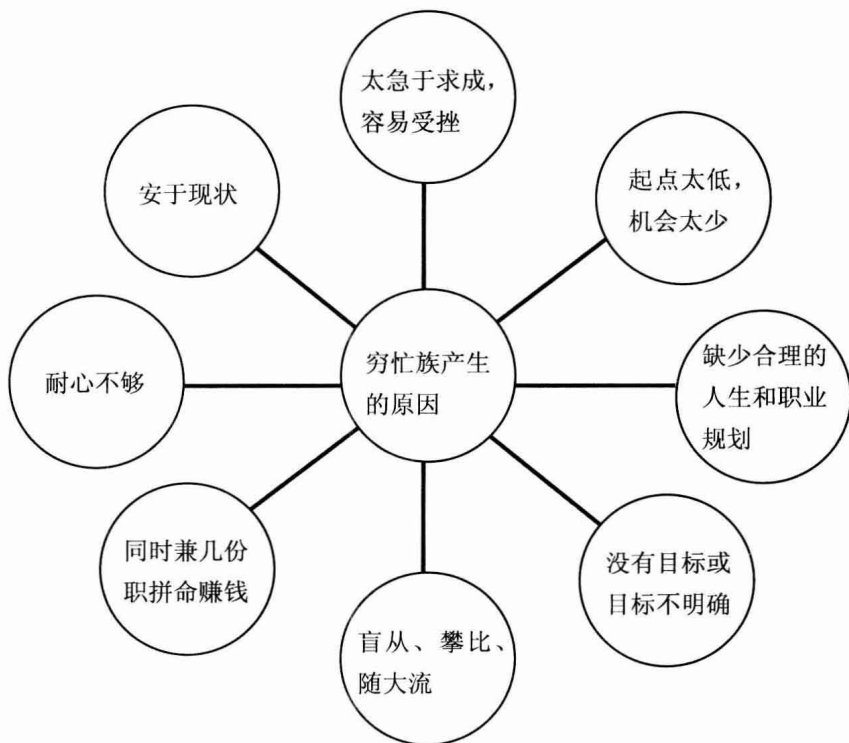 太急于求成，
容易受挫
起点太低，
机会太少
安于现状
缺少合理的
人生和职业
规划
穷忙族产生
的原因
耐心不够
没有目标或
目标不明确
同时兼几份
职拼命赚钱
盲从、攀比、
随大流